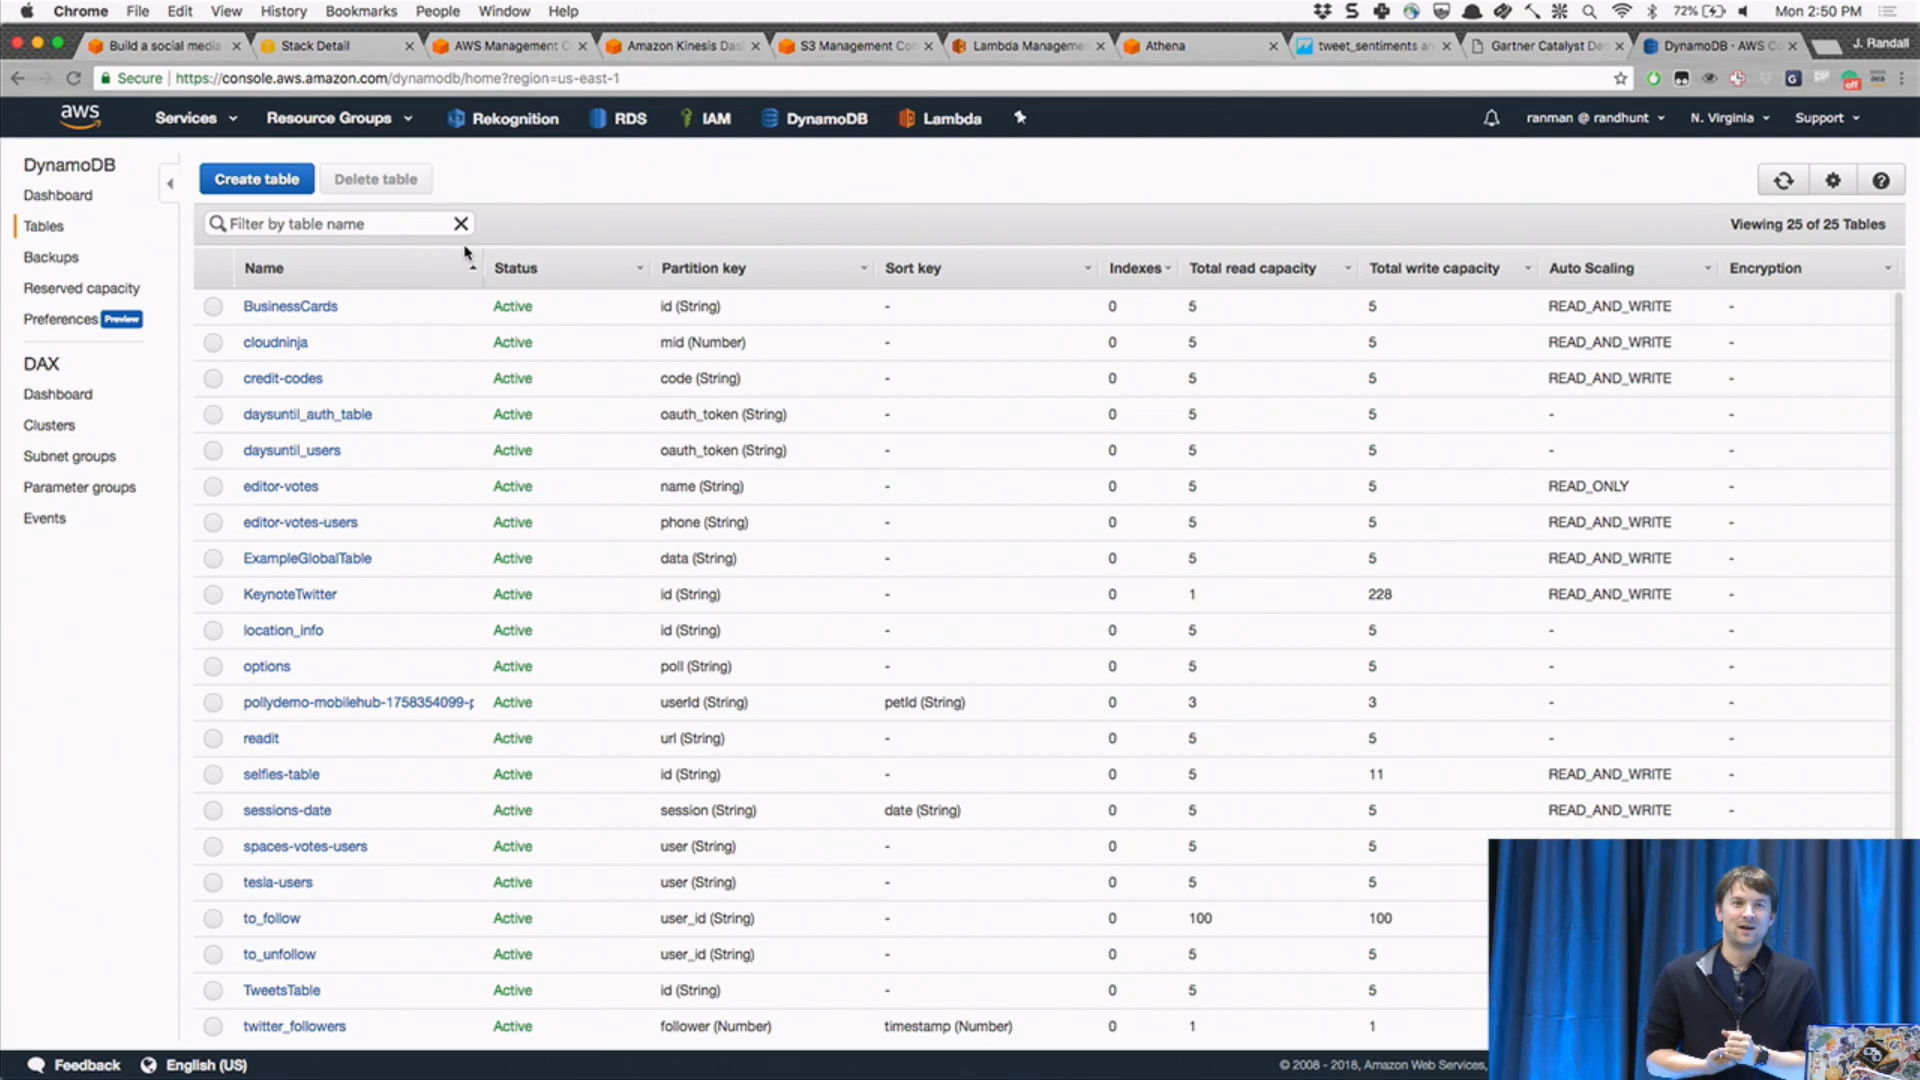 Chrome File Edit View History Bookmarks People Window Help 72% Mon 2:50 PM
Build a social media Stack Detail AWS Management C Amazon Kinesis Das S3 Management Con Lambda Manageme Athena tweet_sentiments an Gartner Catalyst De DynamoDB · AWS C J. Randall
Secure https://console.aws.amazon.com/dynamodb/home?region=us-east-1
aws Services Resource Groups Rekognition RDS IAM DynamoDB Lambda ranman @ randhunt N. Virginia Support
DynamoDB
Dashboard
Tables
Backups
Reserved capacity
Preferences Preview
DAX
Dashboard
Clusters
Subnet groups
Parameter groups
Events
Create table Delete table
Filter by table name Viewing 25 of 25 Tables
Name Status Partition key Sort key Indexes Total read capacity Total write capacity Auto Scaling Encryption
BusinessCards Active id (String) - 0 5 5 READ_AND_WRITE -
cloudninja Active mid (Number) - 0 5 5 READ_AND_WRITE -
credit-codes Active code (String) - 0 5 5 READ_AND_WRITE -
daysuntil_auth_table Active oauth_token (String) - 0 5 5 - -
daysuntil_users Active oauth_token (String) - 0 5 5 - -
editor-votes Active name (String) - 0 5 5 READ_ONLY -
editor-votes-users Active phone (String) - 0 5 5 READ_AND_WRITE -
ExampleGlobalTable Active data (String) - 0 5 5 READ_AND_WRITE -
KeynoteTwitter Active id (String) - 0 1 228 READ_AND_WRITE -
location_info Active id (String) - 0 5 5 - -
options Active poll (String) - 0 5 5 - -
pollydemo-mobilehub-1758354099-p Active userId (String) petId (String) 0 3 3 - -
readit Active url (String) - 0 5 5 - -
selfies-table Active id (String) - 0 5 11 READ_AND_WRITE -
sessions-date Active session (String) date (String) 0 5 5 READ_AND_WRITE -
spaces-votes-users Active user (String) - 0 5 5
tesla-users Active user (String) - 0 5 5
to_follow Active user_id (String) - 0 100 100
to_unfollow Active user_id (String) - 0 5 5
TweetsTable Active id (String) - 0 5 5
twitter_followers Active follower (Number) timestamp (Number) 0 1 1
Feedback English (US) © 2008 - 2018, Amazon Web Services,